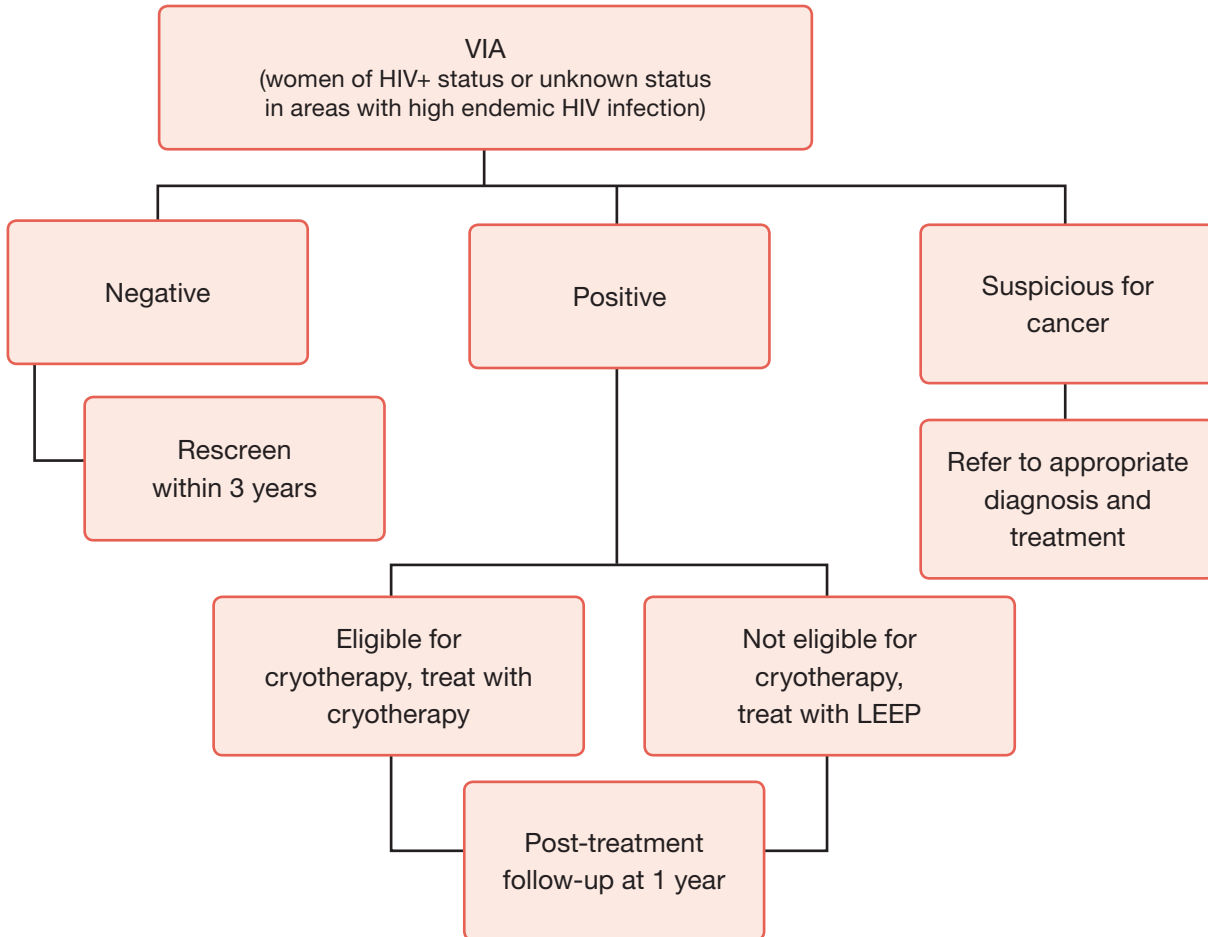 VIA
(women of HIV+ status or unknown status
in areas with high endemic HIV infection)
Negative
Positive
Suspicious for
cancer
Rescreen
within 3 years
Refer to appropriate
diagnosis and
treatment
Eligible for
cryotherapy, treat with
cryotherapy
Not eligible for
cryotherapy,
treat with LEEP
Post-treatment
follow-up at 1 year